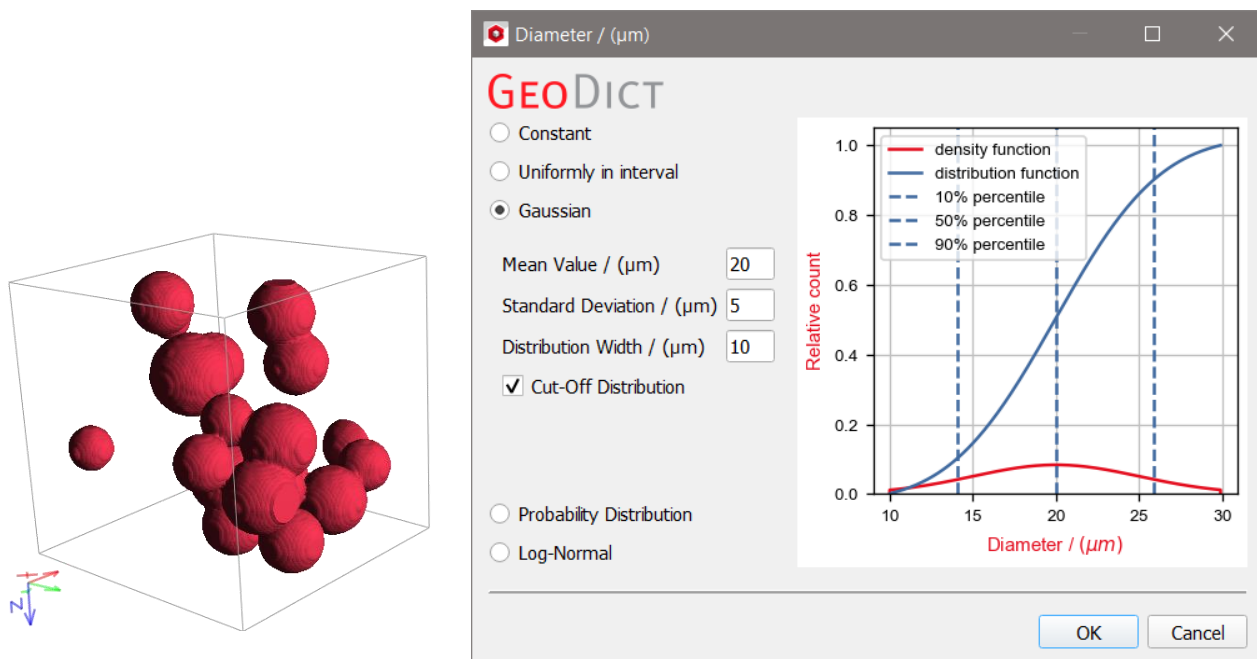 Diameter / (µm)
GEODICT
Constant
Uniformly in interval
Gaussian
Mean Value / (µm) 20
Standard Deviation / (µm) 5
Distribution Width / (µm) 10
Cut-Off Distribution
Probability Distribution
Log-Normal
density function
distribution function
10% percentile
50% percentile
90% percentile
Relative count
1.0
0.8
0.6
0.4
0.2
0.0
10 15 20 25 30
Diameter / (µm)
OK Cancel
Z